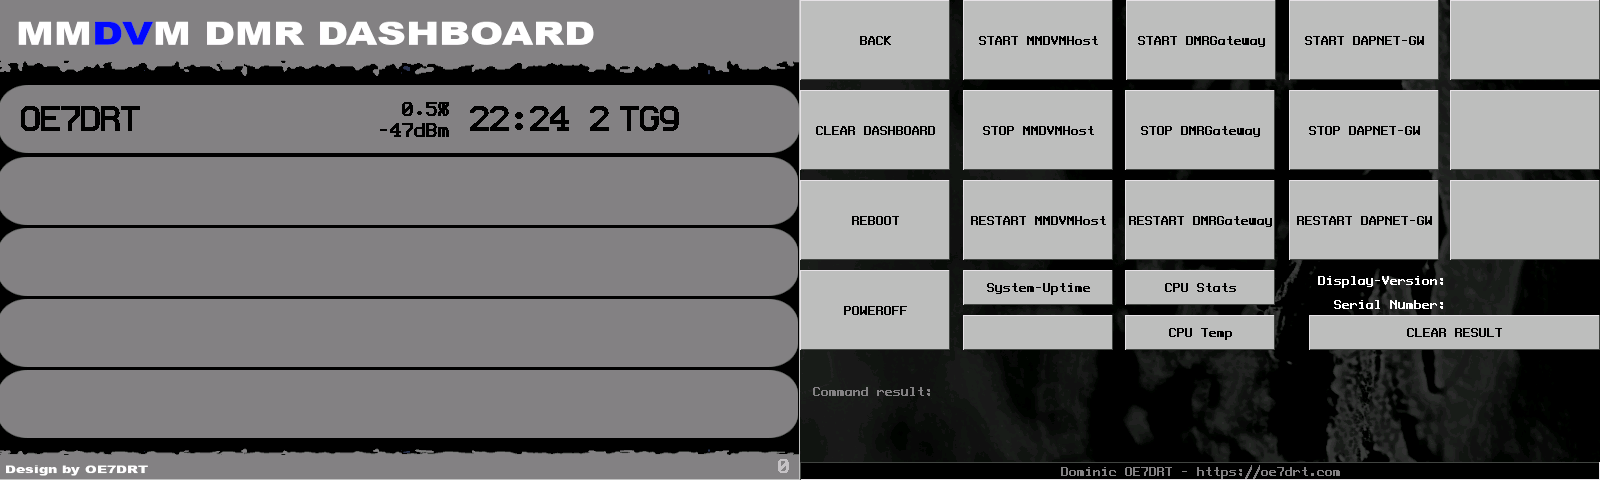 MMDVM DMR DASHBOARD
OE7DRT 0.5% 22:24 2 TG9
-47dBm
Design by OE7DRT 0
BACK START MMDVMHost START DMRGateway START DAPNET-GW
CLEAR DASHBOARD STOP MMDVMHost STOP DMRGateway STOP DAPNET-GW
REBOOT RESTART MMDVMHost RESTART DMRGateway RESTART DAPNET-GW
POWEROFF System-Uptime CPU Stats Display-Version:
Serial Number:
CPU Temp CLEAR RESULT
Command result:
Dominic OE7DRT - https://oe7drt.com